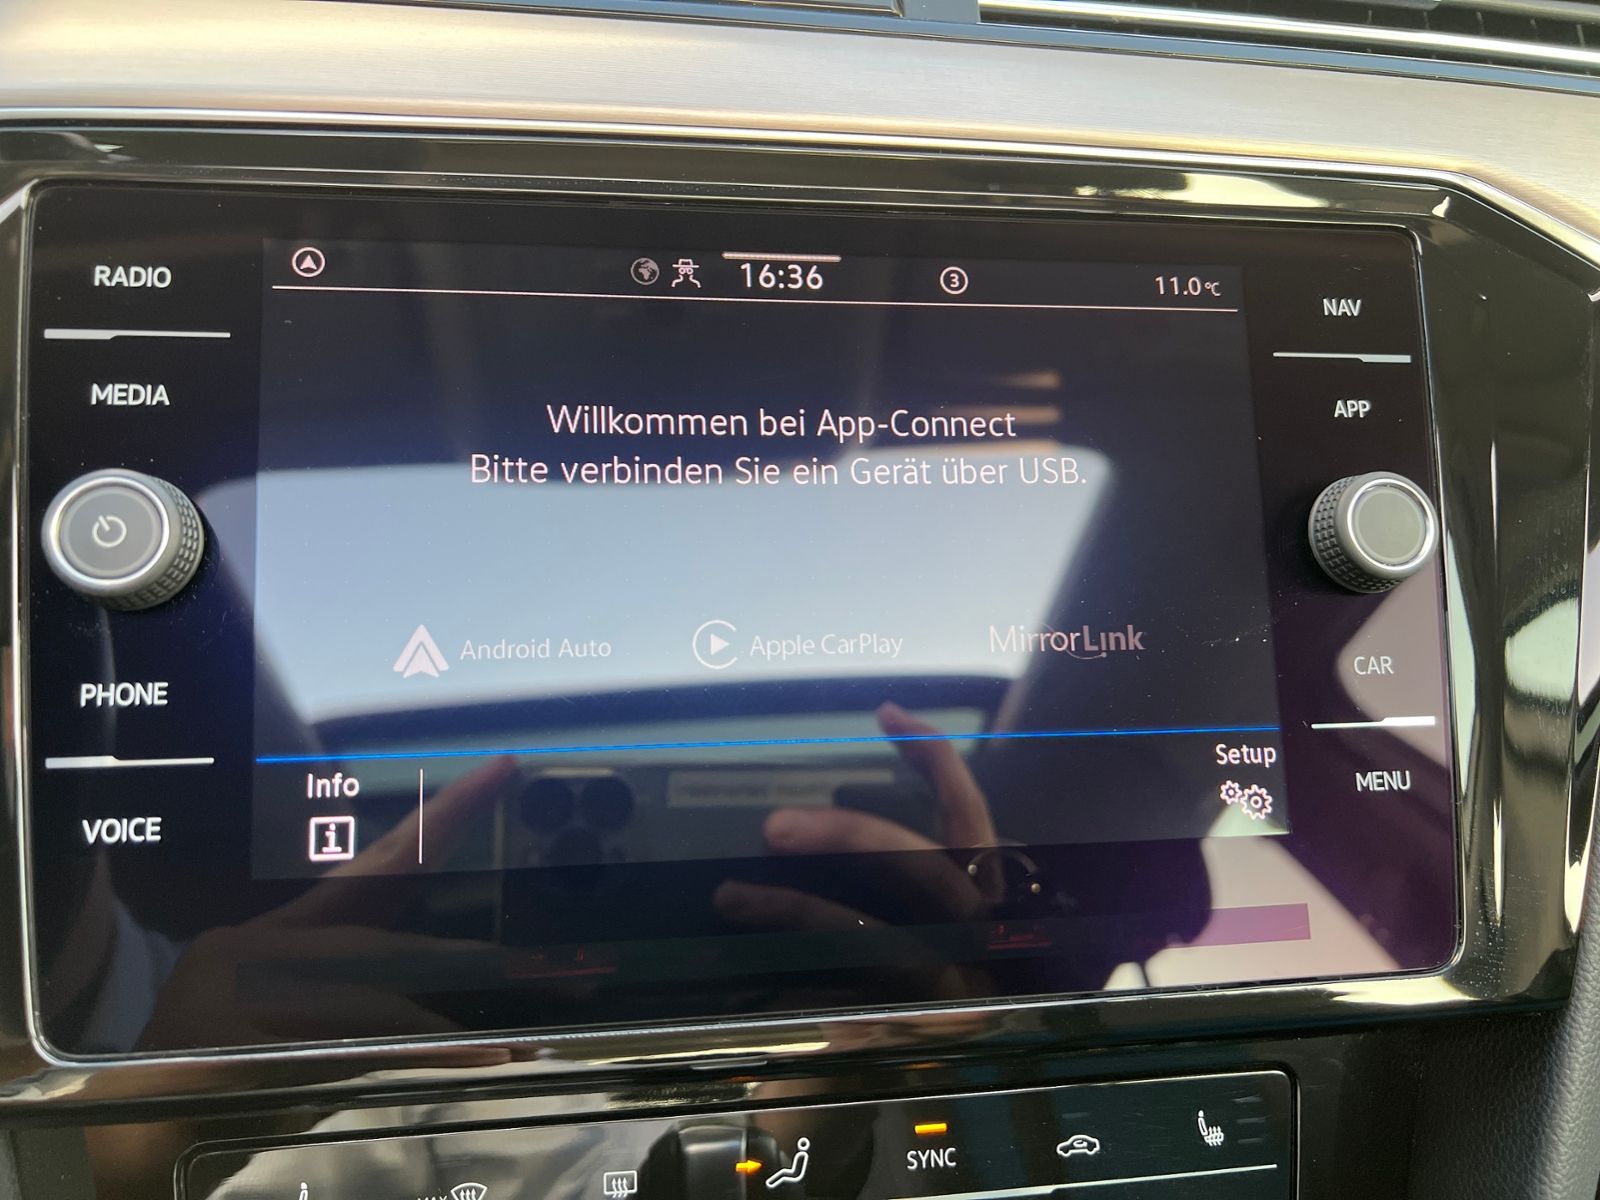 RADIO
MEDIA
PHONE
VOICE
16:36
3
11.0°C
Willkommen bei App-Connect
Bitte verbinden Sie ein Gerät über USB.
Android Auto
Apple CarPlay
MirrorLink
Info
i
Setup
NAV
APP
CAR
MENU
SYNC